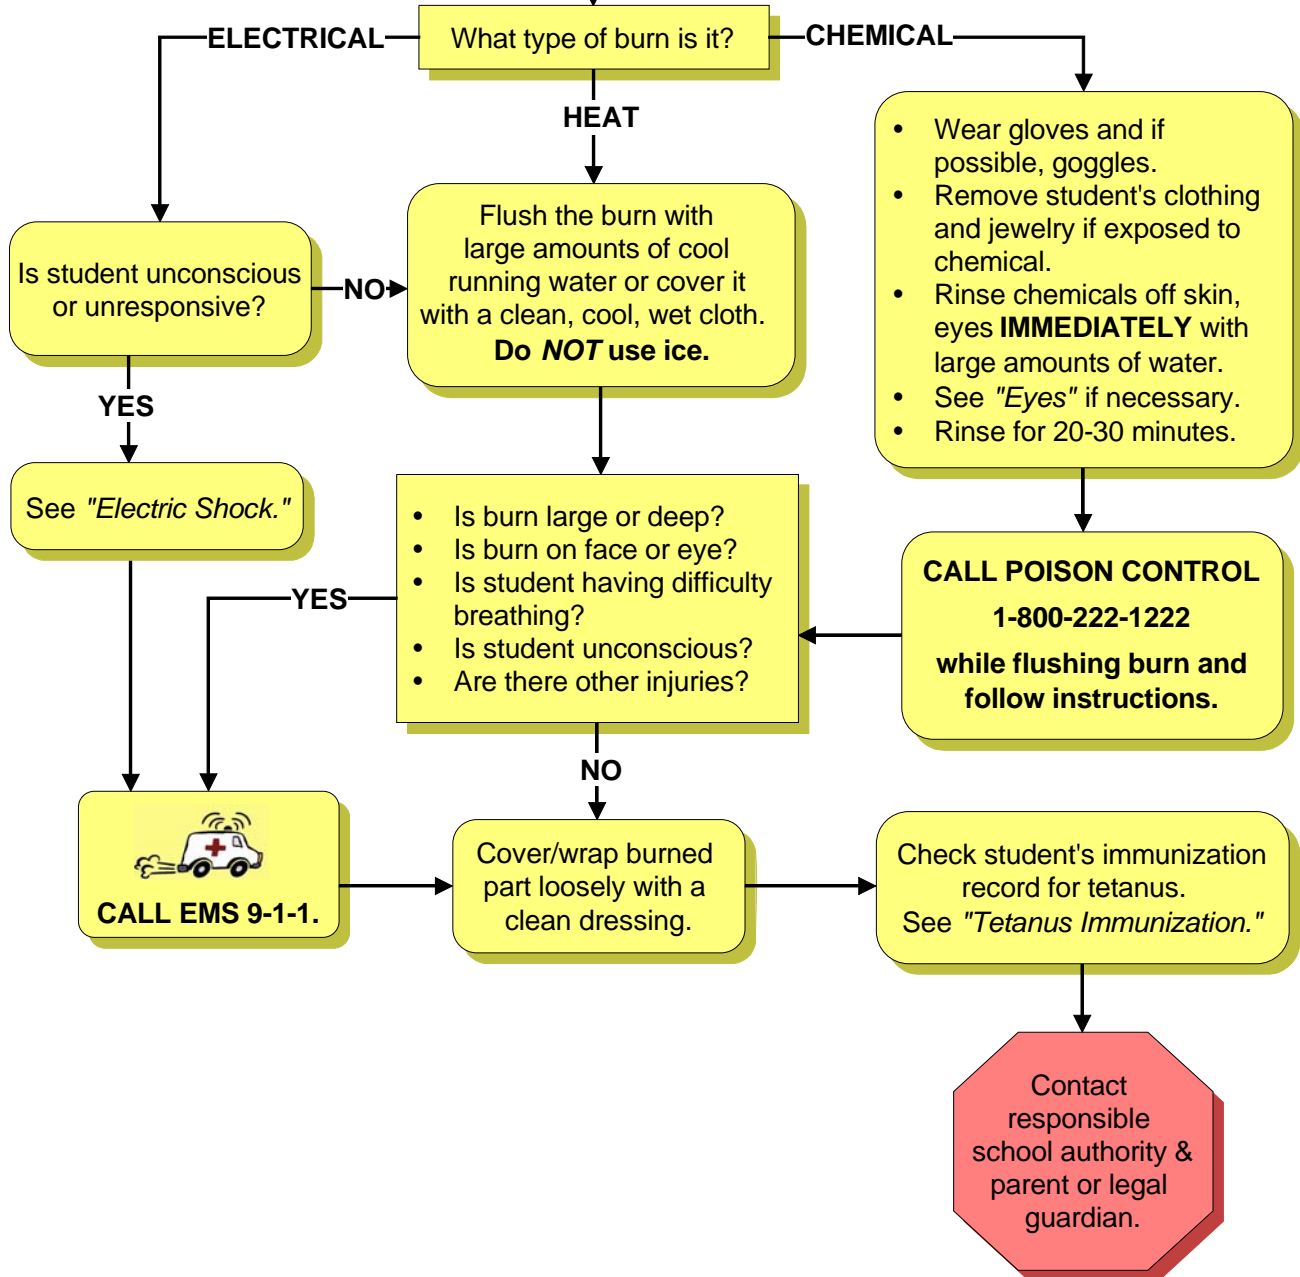 What type of burn is it?
ELECTRICAL
CHEMICAL
HEAT
• Wear gloves and if
possible, goggles.
• Remove student's clothing
and jewelry if exposed to
chemical.
• Rinse chemicals off skin,
eyes IMMEDIATELY with
large amounts of water.
• See "Eyes" if necessary.
• Rinse for 20-30 minutes.
Flush the burn with
large amounts of cool
running water or cover it
with a clean, cool, wet cloth.
Do NOT use ice.
Is student unconscious
or unresponsive?
NO
YES
See "Electric Shock."
• Is burn large or deep?
• Is burn on face or eye?
• Is student having difficulty
breathing?
• Is student unconscious?
• Are there other injuries?
YES
CALL POISON CONTROL
1-800-222-1222
while flushing burn and
follow instructions.
NO
CALL EMS 9-1-1.
Cover/wrap burned
part loosely with a
clean dressing.
Check student's immunization
record for tetanus.
See "Tetanus Immunization."
Contact
responsible
school authority &
parent or legal
guardian.